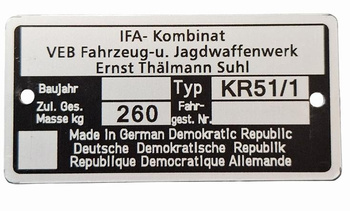 IFA- Kombinat
VEB Fahrzeug-u. Jagdwaffenwerk
Ernst Thälmann Suhl
Baujahr Typ KR51/1
Zul. Ges. Masse kg 260 Fahr- gest. Nr.
Made in German Democratic Republic
Deutsche Demokratische Republik
Republique Democratique Allemande